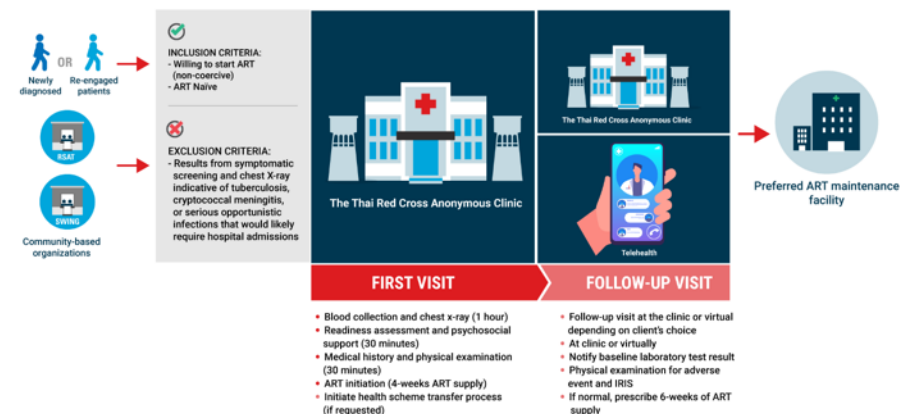 OR
Newly
diagnosed
Re-engaged
patients
RSAT
SWING
Community-based
organizations
INCLUSION CRITERIA:
- Willing to start ART
(non-coercive)
- ART Naïve
EXCLUSION CRITERIA:
- Results from symptomatic
screening and chest X-ray
indicative of tuberculosis,
cryptococcal meningitis,
or serious opportunistic
infections that would likely
require hospital admissions
The Thai Red Cross Anonymous Clinic
The Thai Red Cross Anonymous Clinic
Telehealth
Preferred ART maintenance
facility
FIRST VISIT
• Blood collection and chest x-ray (1 hour)
• Readiness assessment and psychosocial
support (30 minutes)
• Medical history and physical examination
(30 minutes)
• ART initiation (4-weeks ART supply)
• Initiate health scheme transfer process
(if requested)
FOLLOW-UP VISIT
• Follow-up visit at the clinic or virtual
depending on client's choice
• At clinic or virtually
• Notify baseline laboratory test result
• Physical examination for adverse
event and IRIS
• If normal, prescribe 6-weeks of ART
supply